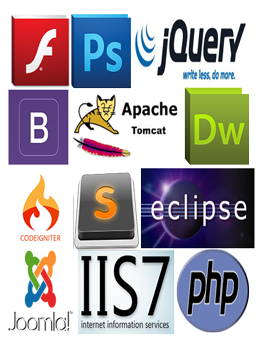 Ps
jQuery
write less, do more.
B
Apache
Tomcat
Dw
CODEIGNITER
S
eclipse
Joomla!
IIS7
internet information services
php